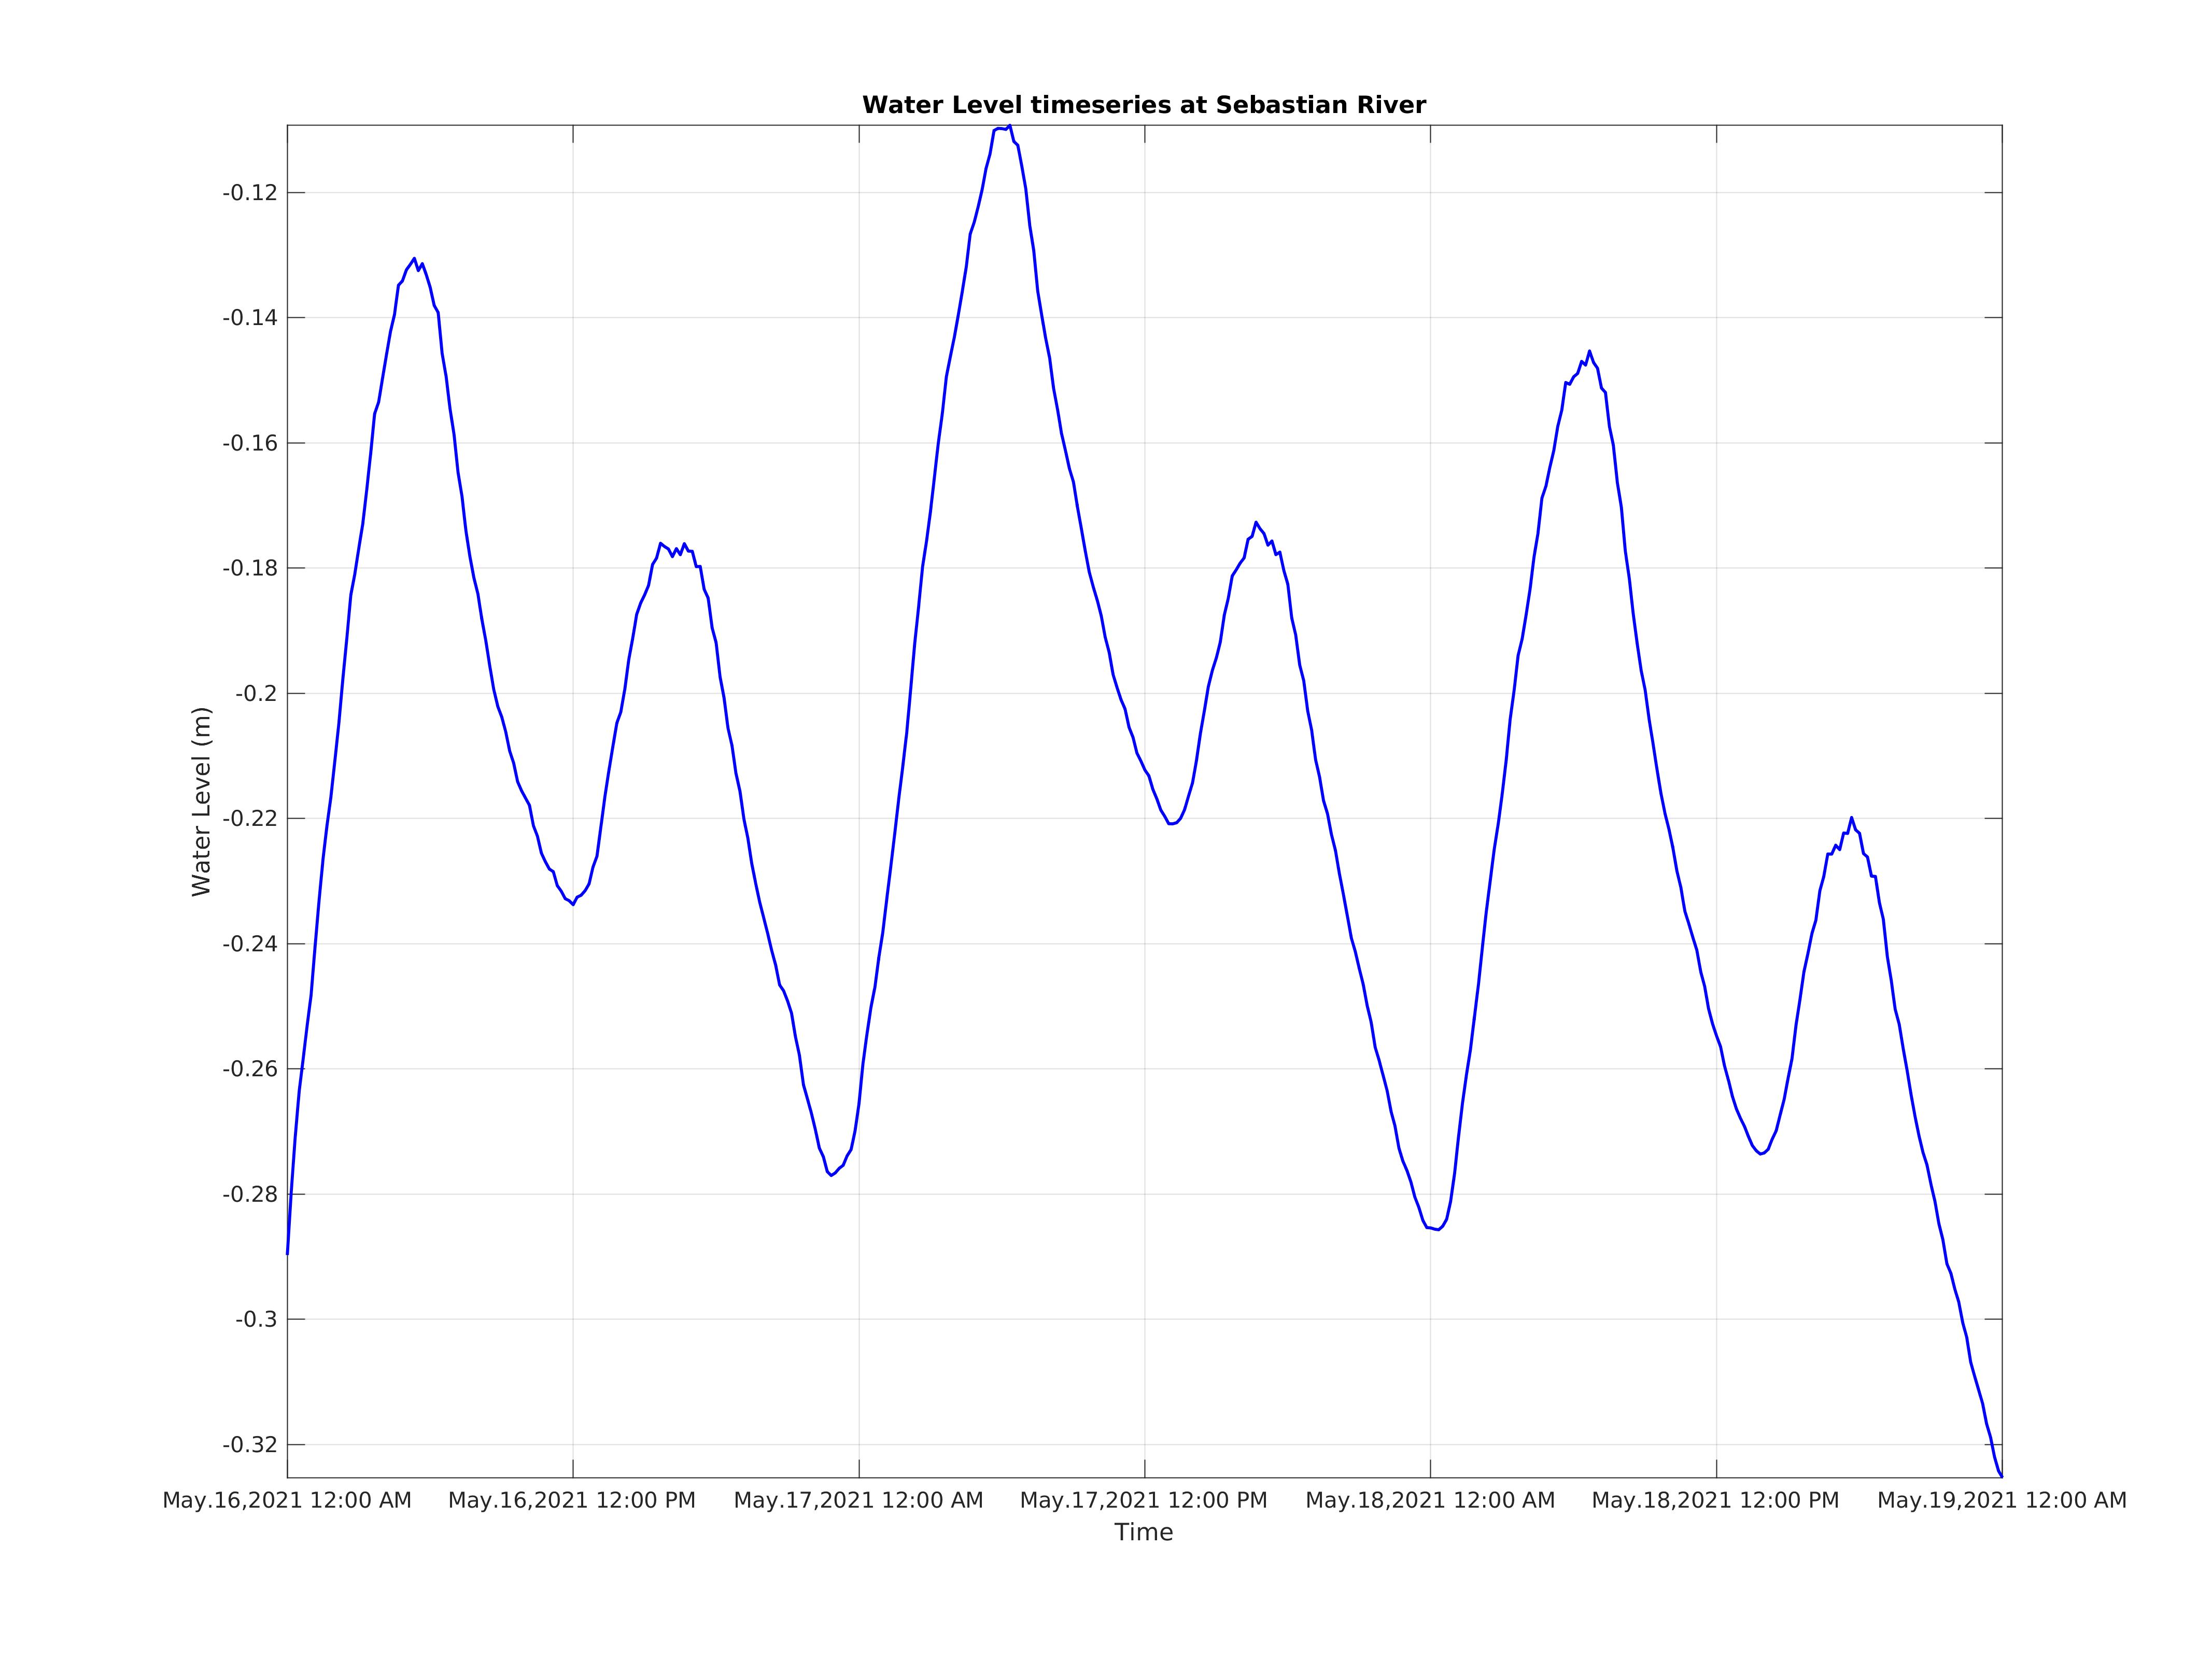 Water Level timeseries at Sebastian River
-0.12
-0.14
-0.16
-0.18
-0.2
-0.22
-0.24
-0.26
-0.28
-0.3
-0.32
Water Level (m)
May.16,2021 12:00 AM
May.16,2021 12:00 PM
May.17,2021 12:00 AM
May.17,2021 12:00 PM
May.18,2021 12:00 AM
May.18,2021 12:00 PM
May.19,2021 12:00 AM
Time